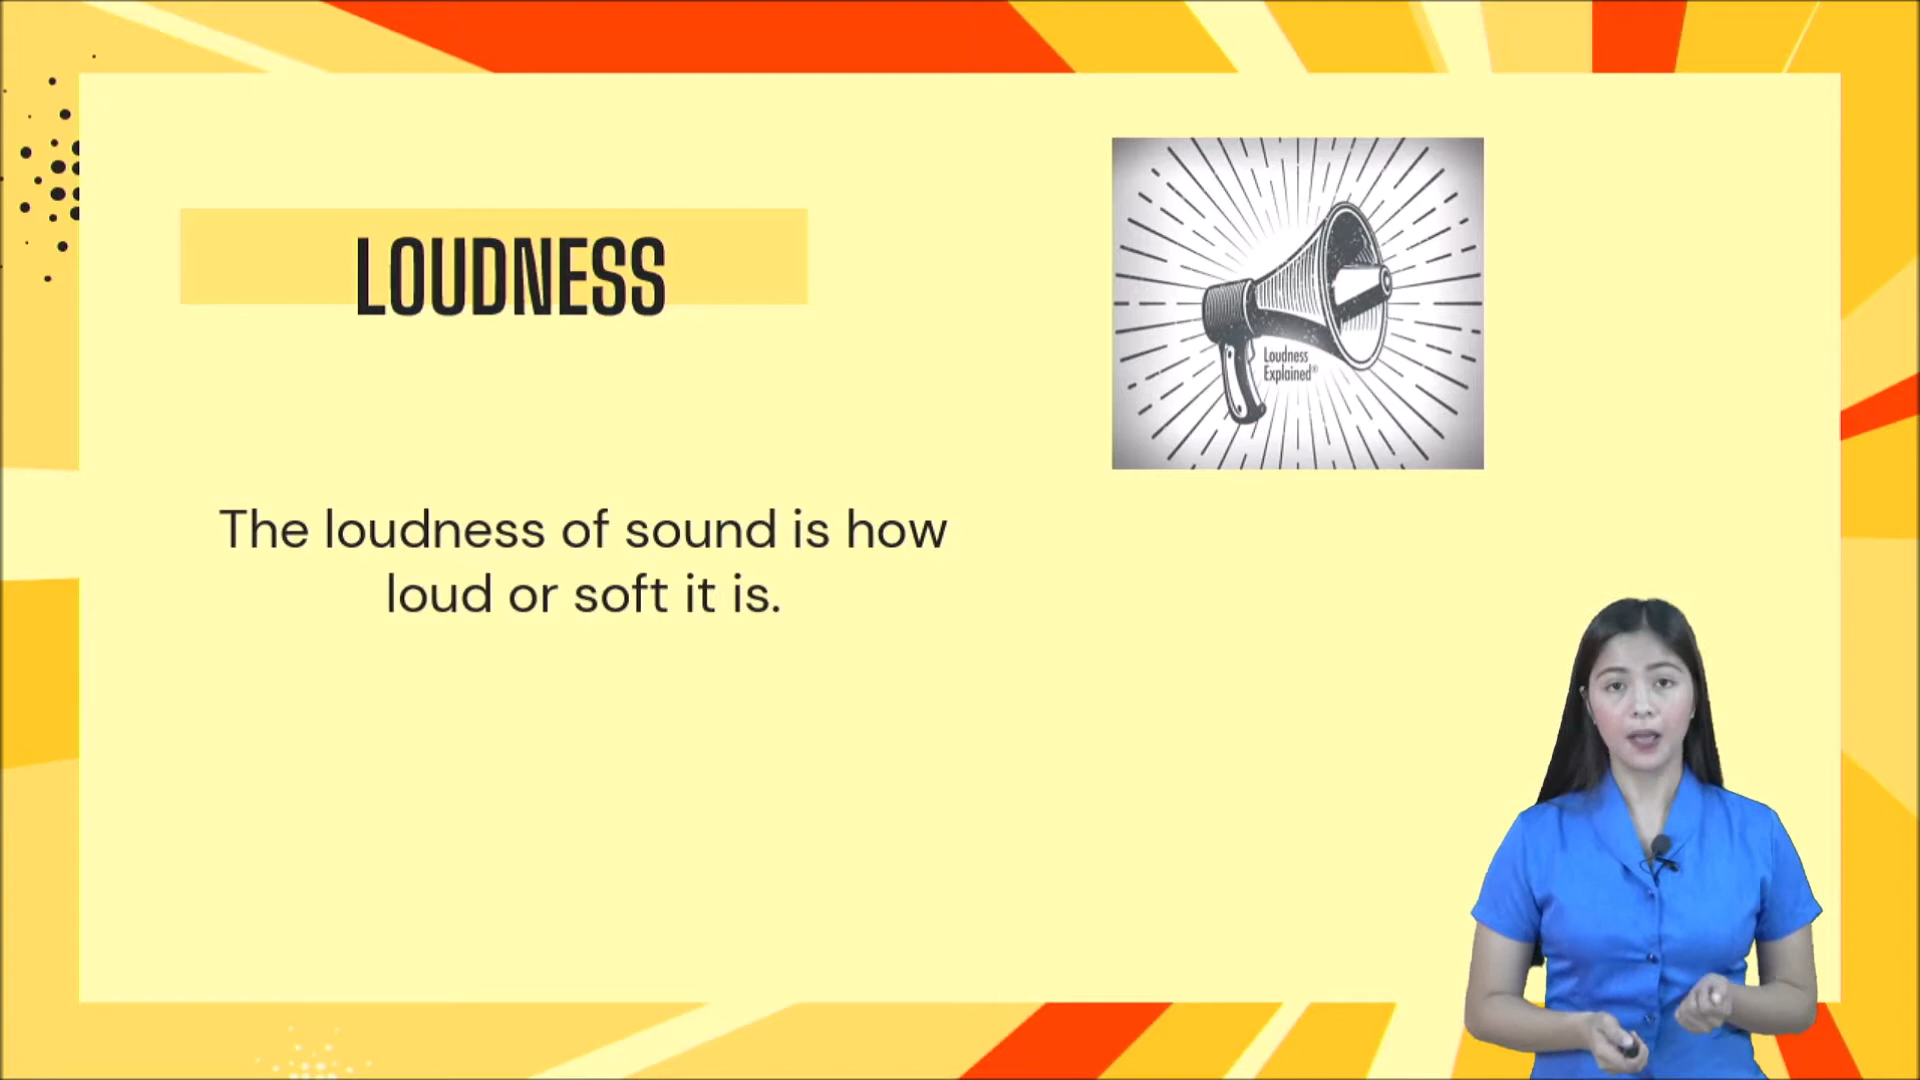 LOUDNESS
Loudness
Explained®
The loudness of sound is how
loud or soft it is.